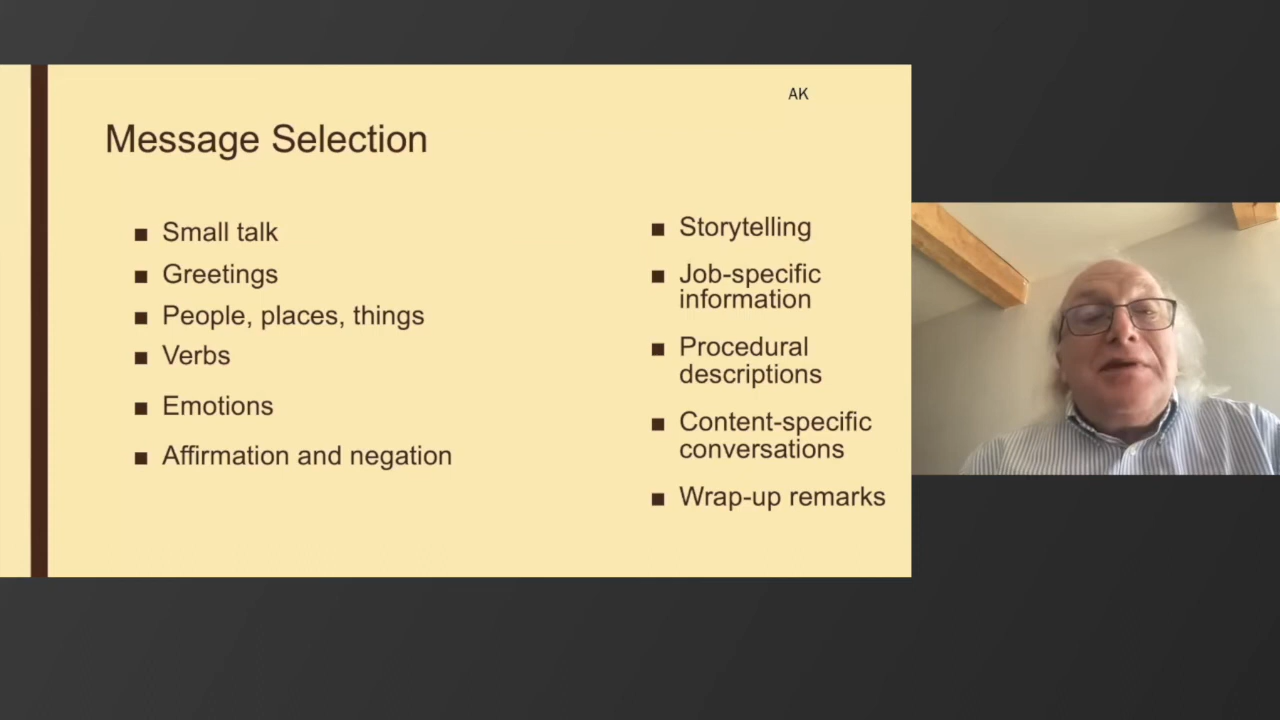 AK
Message Selection
■ Small talk
■ Greetings
■ People, places, things
■ Verbs
■ Emotions
■ Affirmation and negation
■ Storytelling
■ Job-specific
information
■ Procedural
descriptions
■ Content-specific
conversations
■ Wrap-up remarks